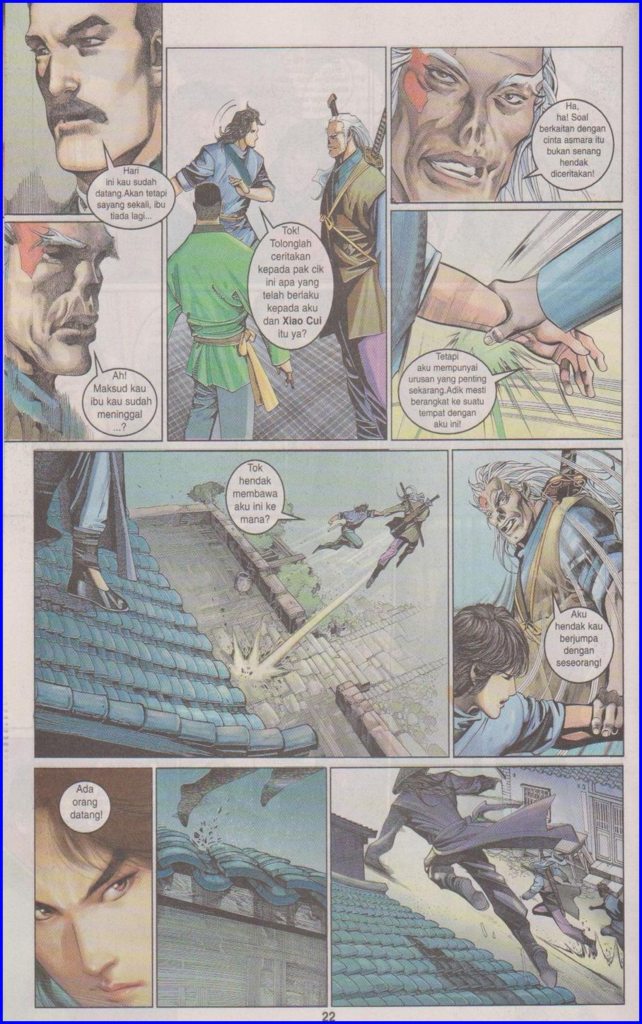 Hari
ini kau sudah
datang.Akan tetapi
sayang sekali, ibu
tiada lagi...
Ah!
Maksud kau
ibu kau sudah
meninggal
...?
Tok!
Tolonglah
ceritakan
kepada pak cik
ini apa yang
telah berlaku
kepada aku
dan Xiao Cui
itu ya?
Ha,
ha! Soal
berkaitan dengan
cinta asmara itu
bukan senang
hendak
diceritakan!
Tetapi
aku mempunyai
urusan yang penting
sekarang.Adik mesti
berangkat ke suatu
tempat dengan
aku ini!
Tok
hendak
membawa
aku ini ke
mana?
Aku
hendak kau
berjumpa
dengan
seseorang!
Ada
orang
datang!
22